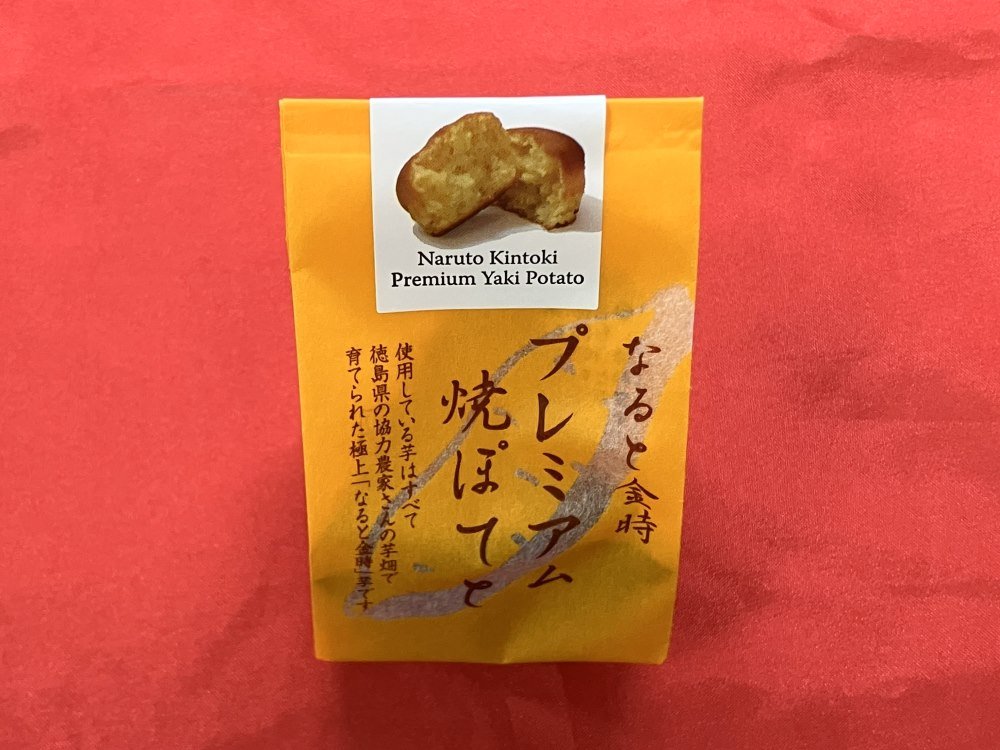 Naruto Kintoki
Premium Yaki Potato
なると金時
プレミアム
焼ぽてと
使用している芋はすべて
徳島県の協力農家さんの芋畑で
育てられた極上「なると金時」芋です